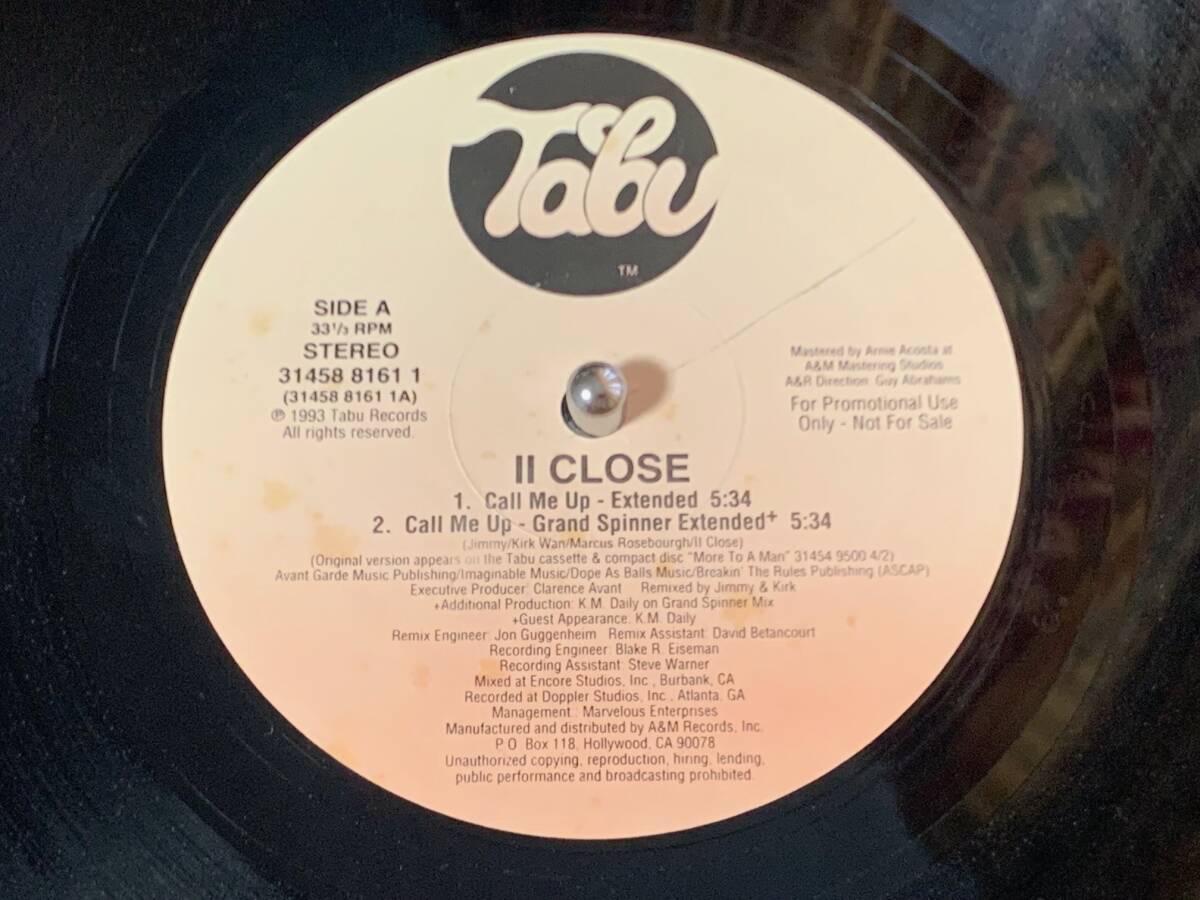 Tabu
TM
SIDE A
33 1/3 RPM
STEREO
31458 8161 1
(31458 8161 1A)
℗ 1993 Tabu Records
All rights reserved.
Mastered by Arnie Acosta at
A&M Mastering Studios
A&R Direction: Guy Abrahams
For Promotional Use
Only - Not For Sale
II CLOSE
1. Call Me Up - Extended 5:34
2. Call Me Up - Grand Spinner Extended+ 5:34
(Jimmy/Kirk Wan/Marcus Rosebourgh/II Close)
(Original version appears on the Tabu cassette & compact disc "More To A Man" 31454 9500 4/2)
Avant Garde Music Publishing/Imaginable Music/Dope As Balls Music/Breakin' The Rules Publishing (ASCAP)
Executive Producer: Clarence Avant Remixed by Jimmy & Kirk
+Additional Production: K.M. Daily on Grand Spinner Mix
+Guest Appearance: K.M. Daily
Remix Engineer: Jon Guggenheim Remix Assistant: David Betancourt
Recording Engineer: Blake R. Eiseman
Recording Assistant: Steve Warner
Mixed at Encore Studios, Inc., Burbank, CA
Recorded at Doppler Studios, Inc., Atlanta, GA
Management: Marvelous Enterprises
Manufactured and distributed by A&M Records, Inc.
P.O. Box 118, Hollywood, CA 90078
Unauthorized copying, reproduction, hiring, lending,
public performance and broadcasting prohibited.